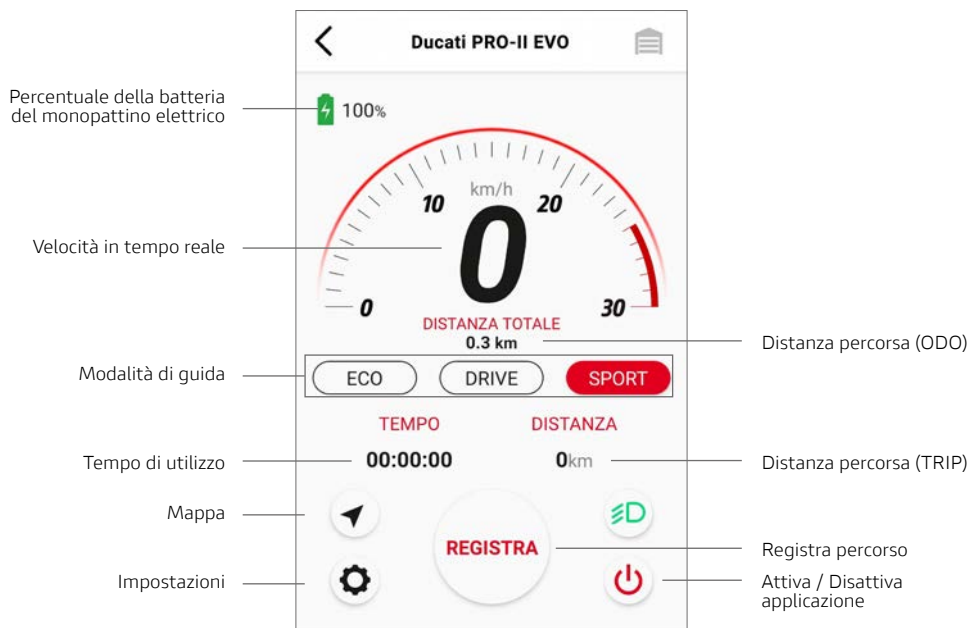 Ducati PRO-II EVO
Percentuale della batteria
del monopattino elettrico
100%
km/h
10
20
0
Velocità in tempo reale
0
30
DISTANZA TOTALE
0.3 km
Distanza percorsa (ODO)
Modalità di guida
ECO
DRIVE
SPORT
TEMPO
DISTANZA
Tempo di utilizzo
00:00:00
0km
Distanza percorsa (TRIP)
Mappa
REGISTRA
Registra percorso
Impostazioni
Attiva / Disattiva
applicazione